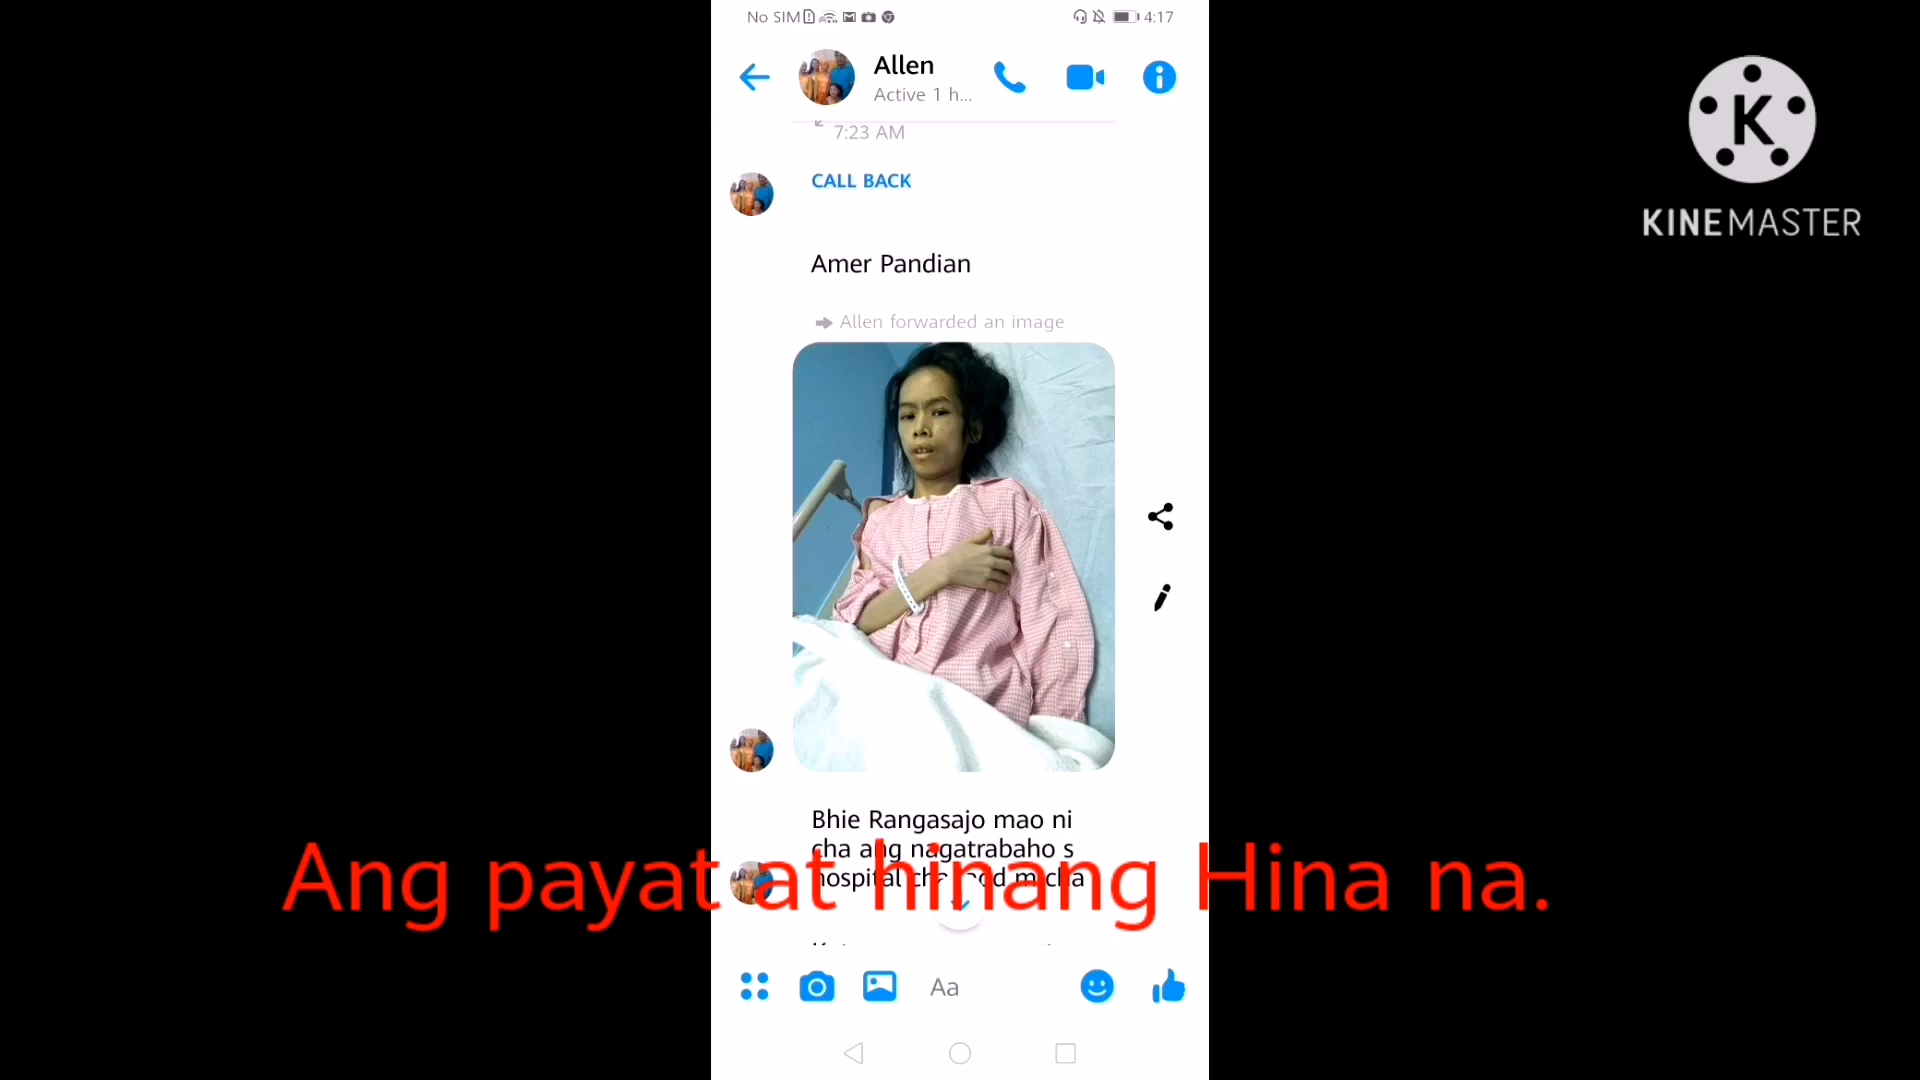 No SIM
4:17
Allen
Active 1 h...
7:23 AM
CALL BACK
Amer Pandian
Allen forwarded an image
Bhie Rangasajo mao ni
cha ang nagatrabaho s
hospital
Ang payat at hinang Hina na.
Aa
K
KINEMASTER